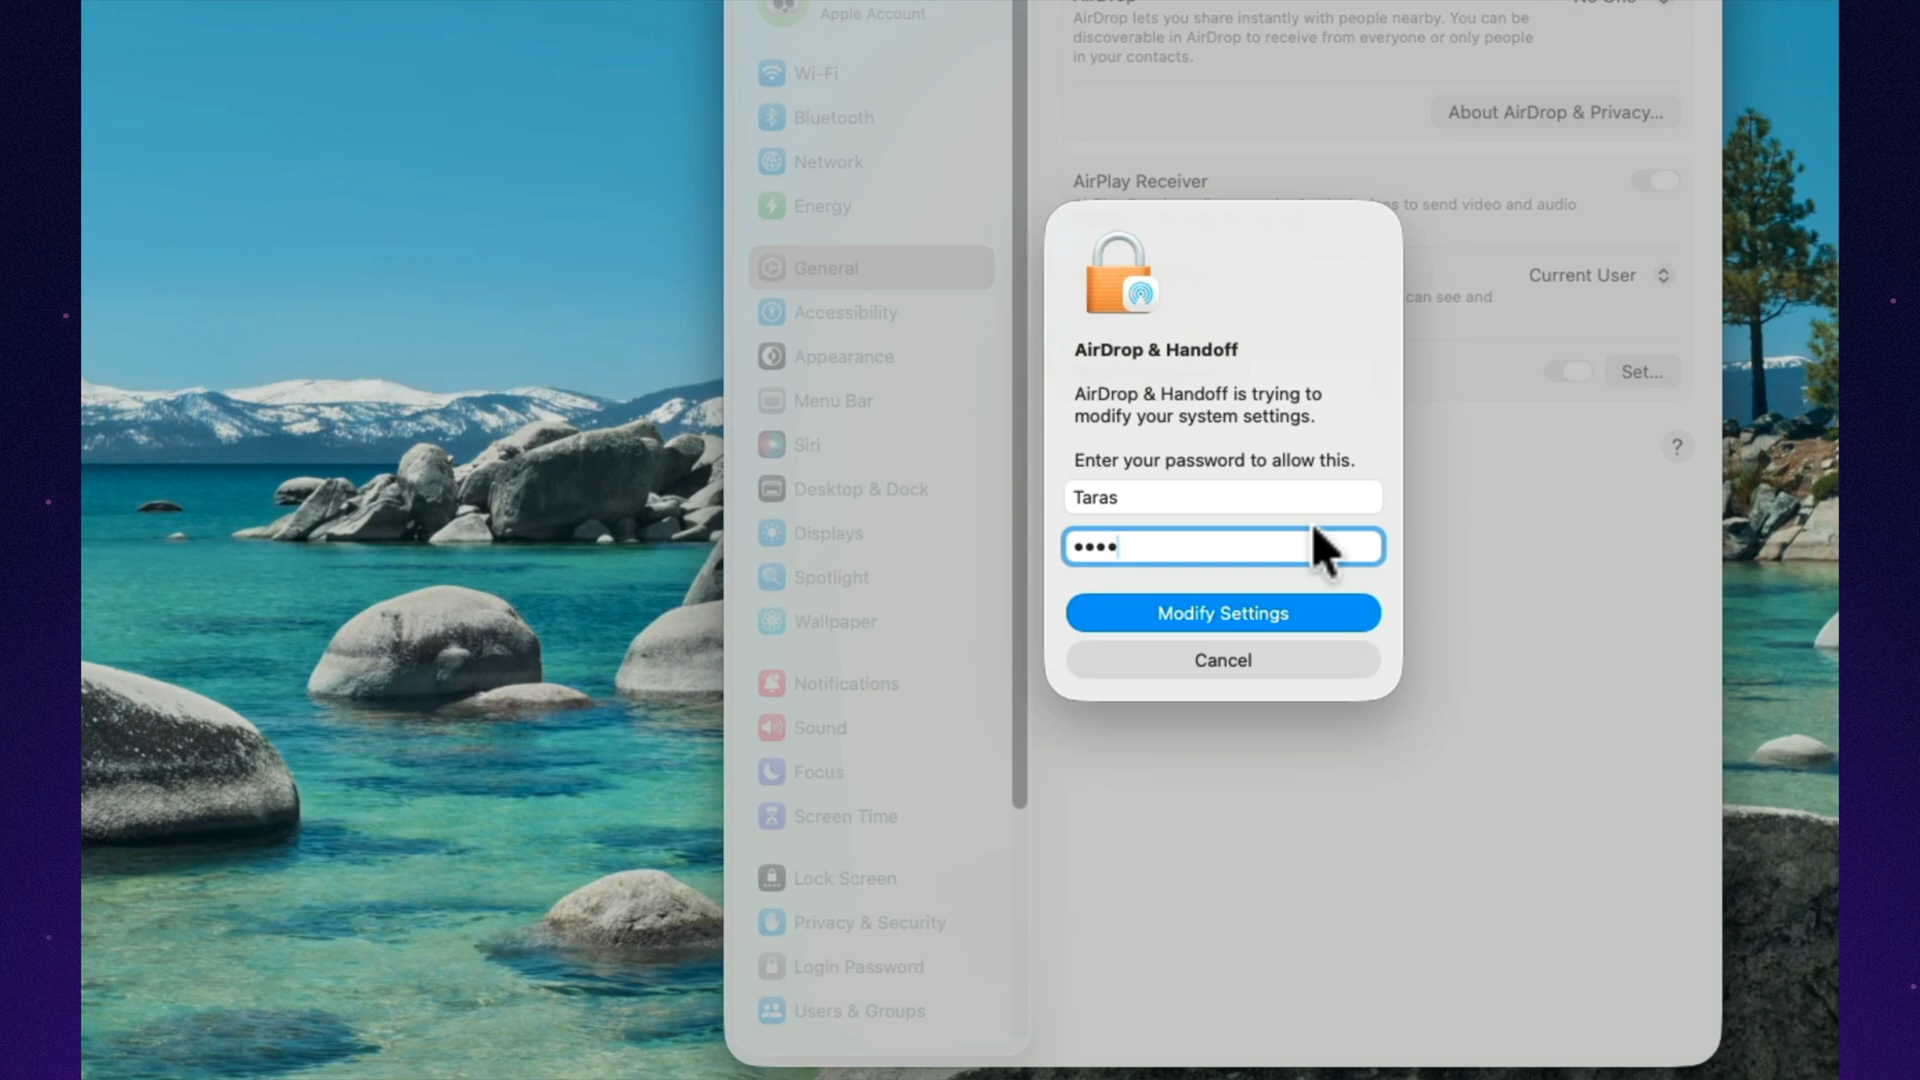 Apple Account
Wi-Fi
Bluetooth
Network
Energy
General
Accessibility
Appearance
Menu Bar
Siri
Desktop & Dock
Displays
Spotlight
Wallpaper
Notifications
Sound
Focus
Screen Time
Lock Screen
Privacy & Security
Login Password
Users & Groups
AirDrop lets you share instantly with people nearby. You can be
discoverable in AirDrop to receive from everyone or only people
in your contacts.
About AirDrop & Privacy...
AirPlay Receiver
to send video and audio
Current User
can see and
Set...
?
AirDrop & Handoff
AirDrop & Handoff is trying to
modify your system settings.
Enter your password to allow this.
Taras
••••
Modify Settings
Cancel